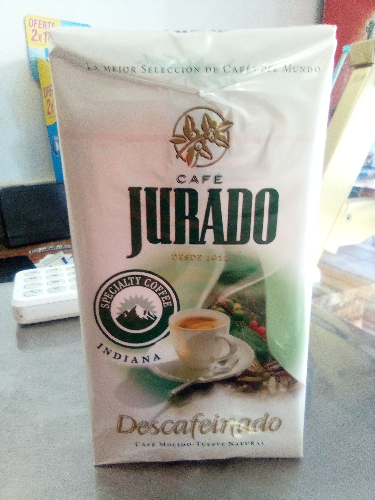 OFERTA
LA MEJOR SELECCIÓN DE CAFÉS DEL MUNDO
CAFÉ
JURADO
DESDE 1912
SPECIALTY COFFEE
INDIANA
Descafeinado
CAFÉ MOLIDO-TUESTE NATURAL